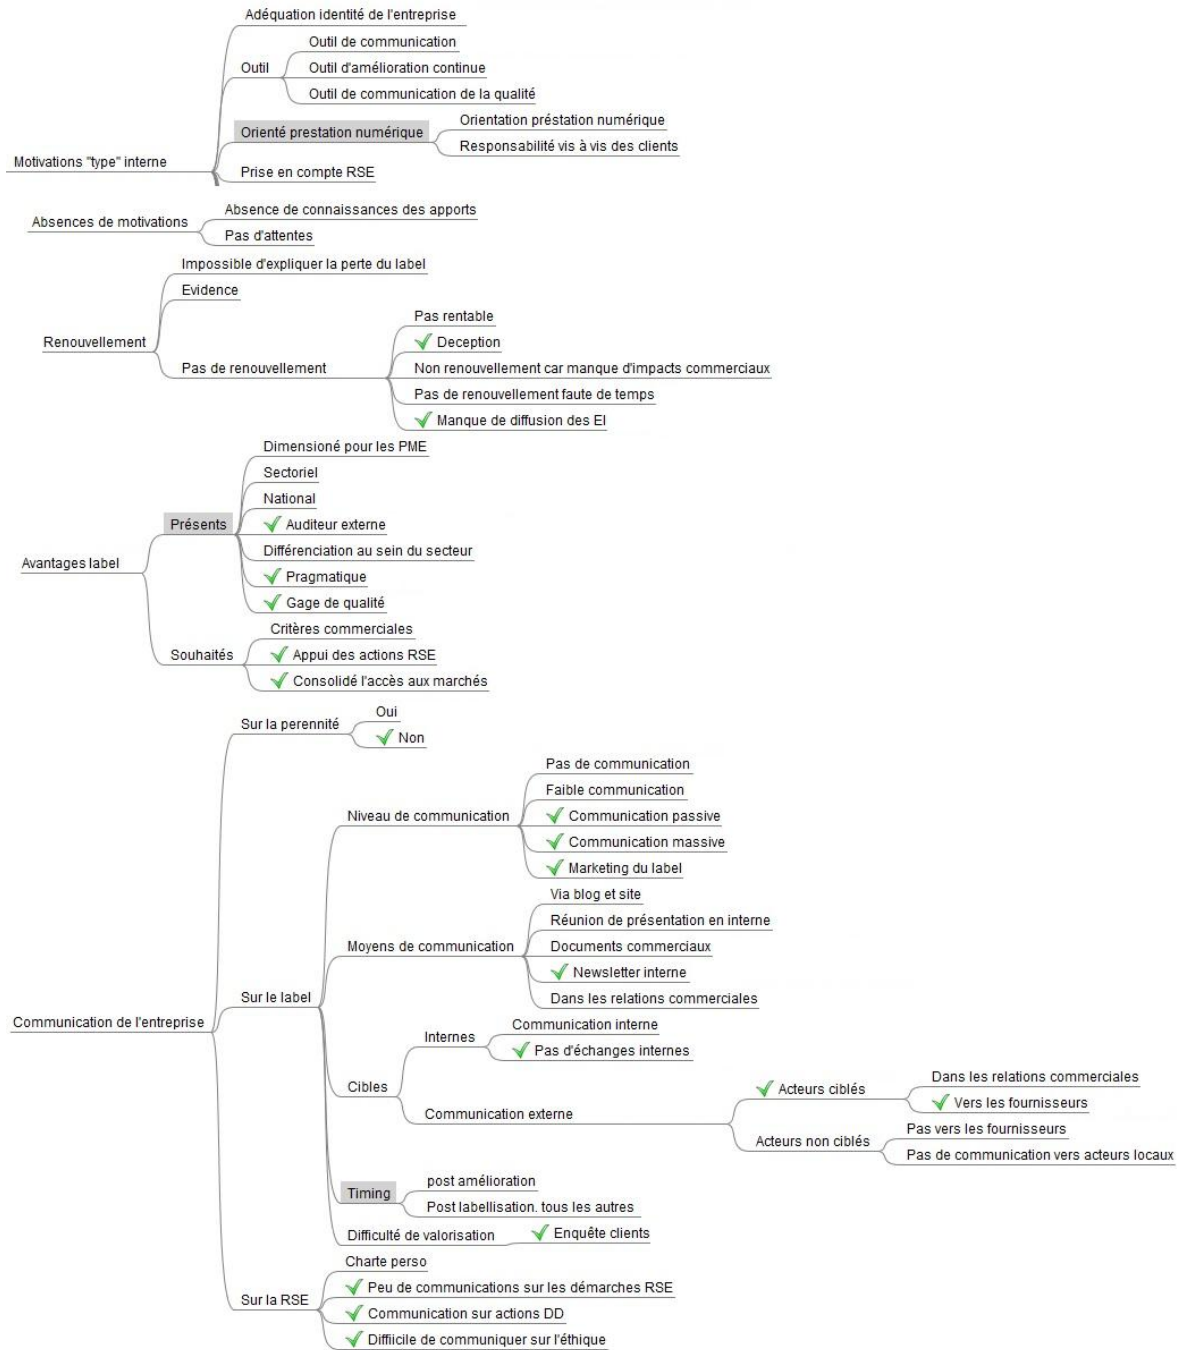 Adéquation identité de l'entreprise
Outil de communication
Outil
Outil d'amélioration continue
Outil de communication de la qualité
Orienté prestation numérique
Orientation préstation numérique
Responsabilité vis à vis des clients
Motivations "type" interne
Prise en compte RSE
Absences de motivations
Absence de connaissances des apports
Pas d'attentes
Impossible d'expliquer la perte du label
Evidence
Renouvellement
Pas de renouvellement
Pas rentable
Deception
Non renouvellement car manque d'impacts commerciaux
Pas de renouvellement faute de temps
Manque de diffusion des EI
Avantages label
Présents
Dimensioné pour les PME
Sectoriel
National
Auditeur externe
Différenciation au sein du secteur
Pragmatique
Gage de qualité
Souhaités
Critères commerciales
Appui des actions RSE
Consolidé l'accès aux marchés
Communication de l'entreprise
Sur la perennité
Oui
Non
Sur le label
Niveau de communication
Pas de communication
Faible communication
Communication passive
Communication massive
Marketing du label
Moyens de communication
Via blog et site
Réunion de présentation en interne
Documents commerciaux
Newsletter interne
Dans les relations commerciales
Cibles
Internes
Communication interne
Pas d'échanges internes
Communication externe
Acteurs ciblés
Dans les relations commerciales
Vers les fournisseurs
Acteurs non ciblés
Pas vers les fournisseurs
Pas de communication vers acteurs locaux
Timing
post amélioration
Post labellisation. tous les autres
Difficulté de valorisation
Enquête clients
Sur la RSE
Charte perso
Peu de communications sur les démarches RSE
Communication sur actions DD
Diffiicile de communiquer sur l'éthique